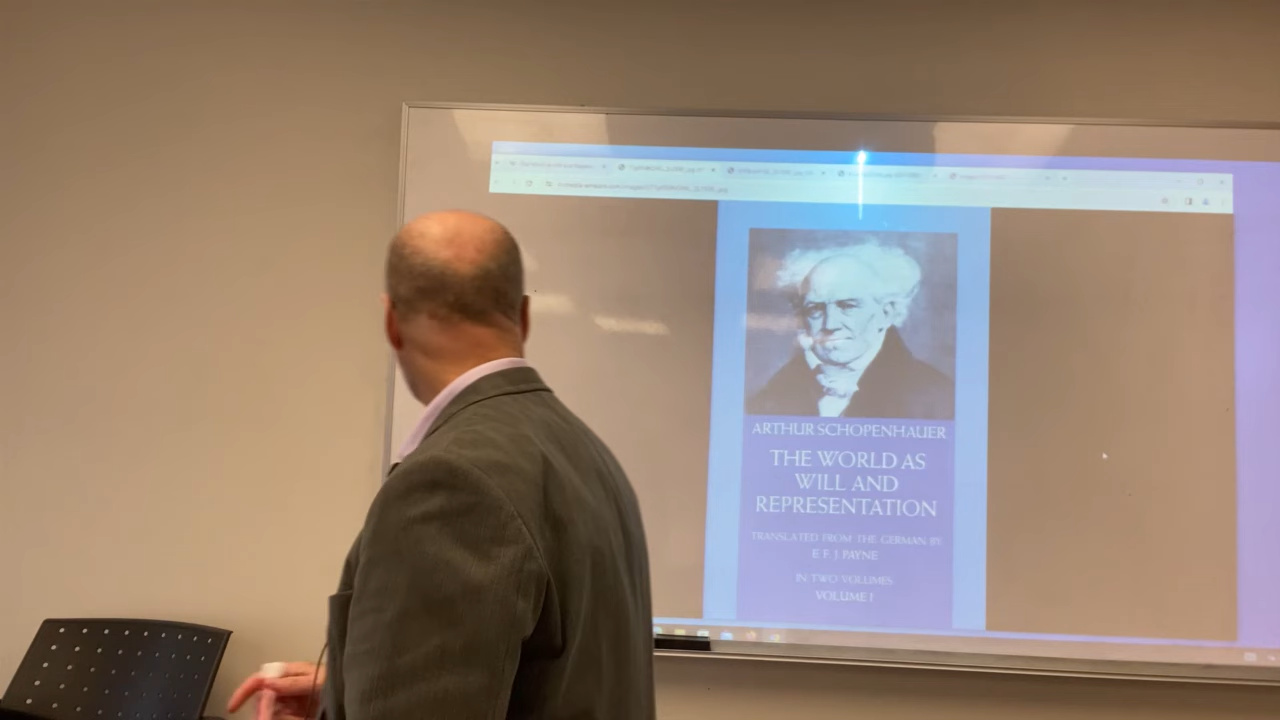 ARTHUR SCHOPENHAUER
THE WORLD AS
WILL AND
REPRESENTATION
TRANSLATED FROM THE GERMAN BY
E. F. J. PAYNE
IN TWO VOLUMES
VOLUME I